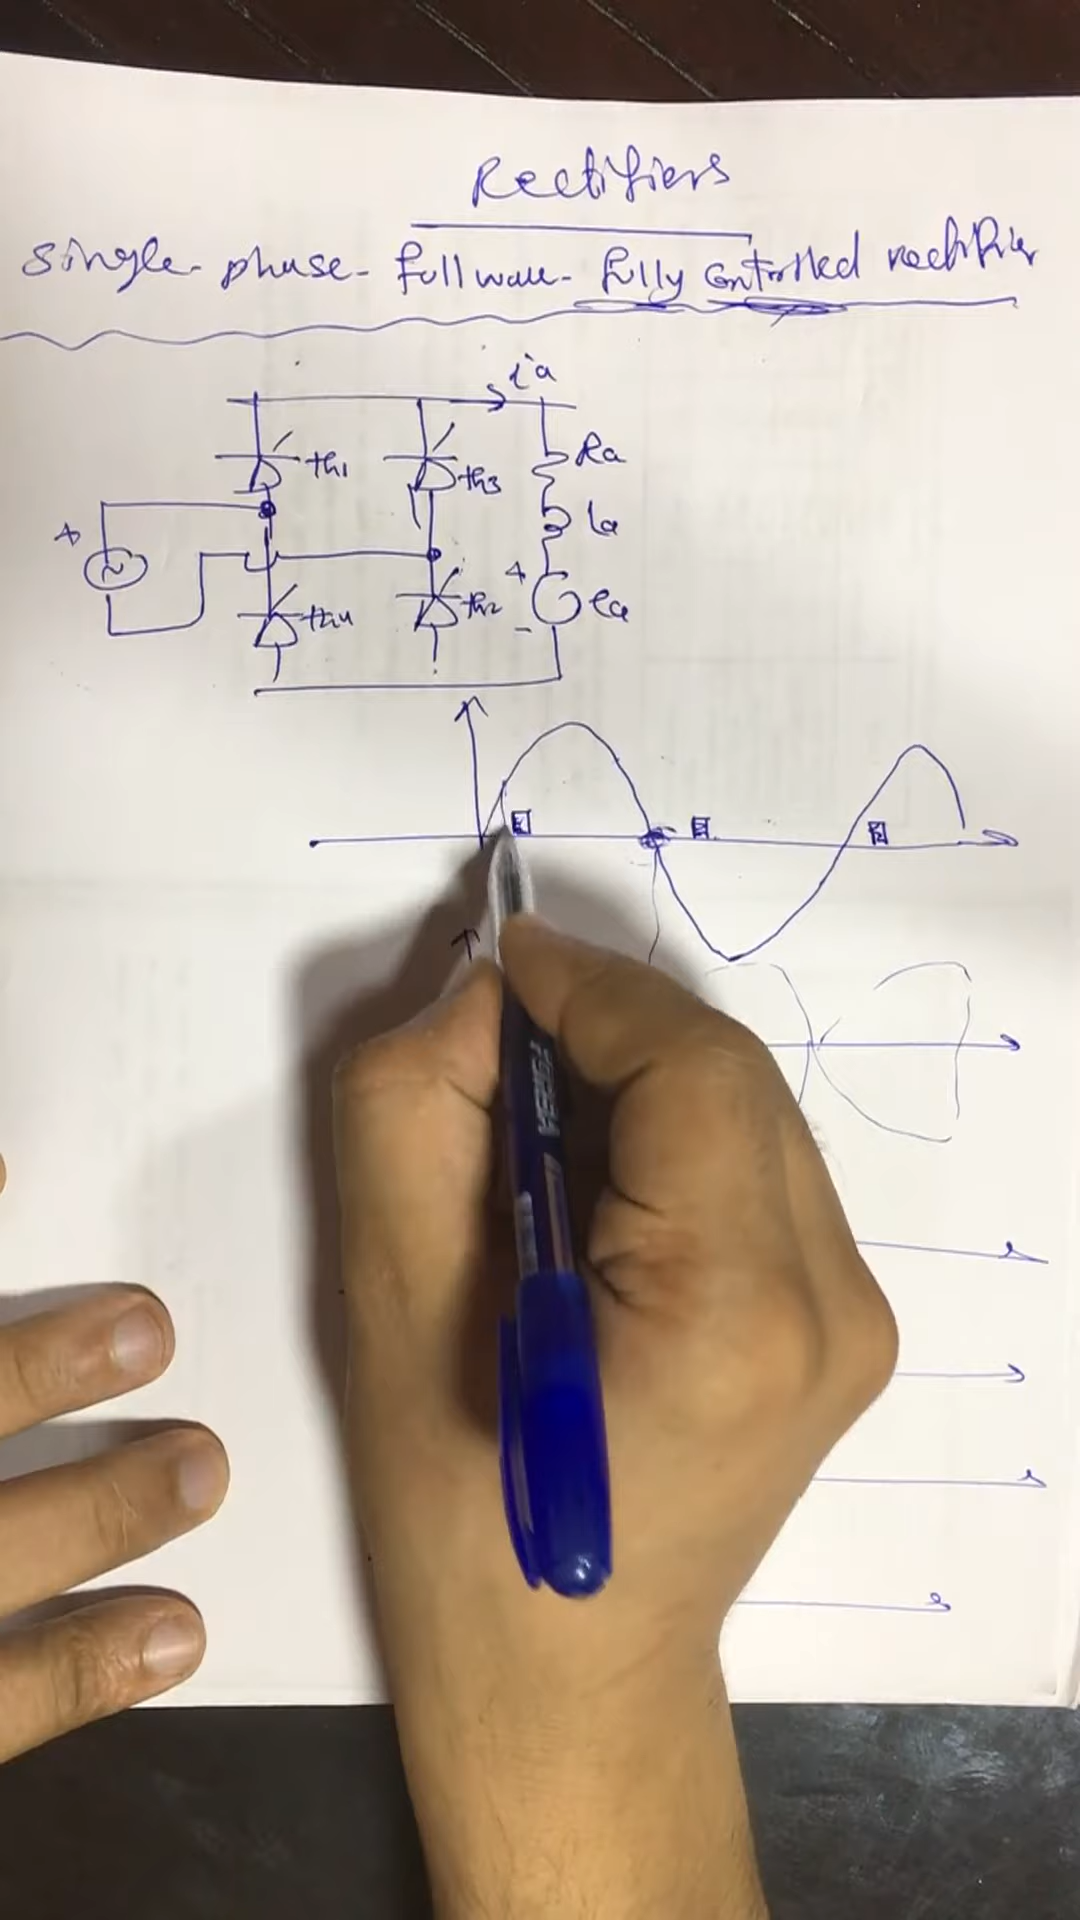 Rectifiers
single-phase-full wave-fully controlled rectifier
ia
th1
th3
Ra
La
+
~
+
th4
th2
ea
-